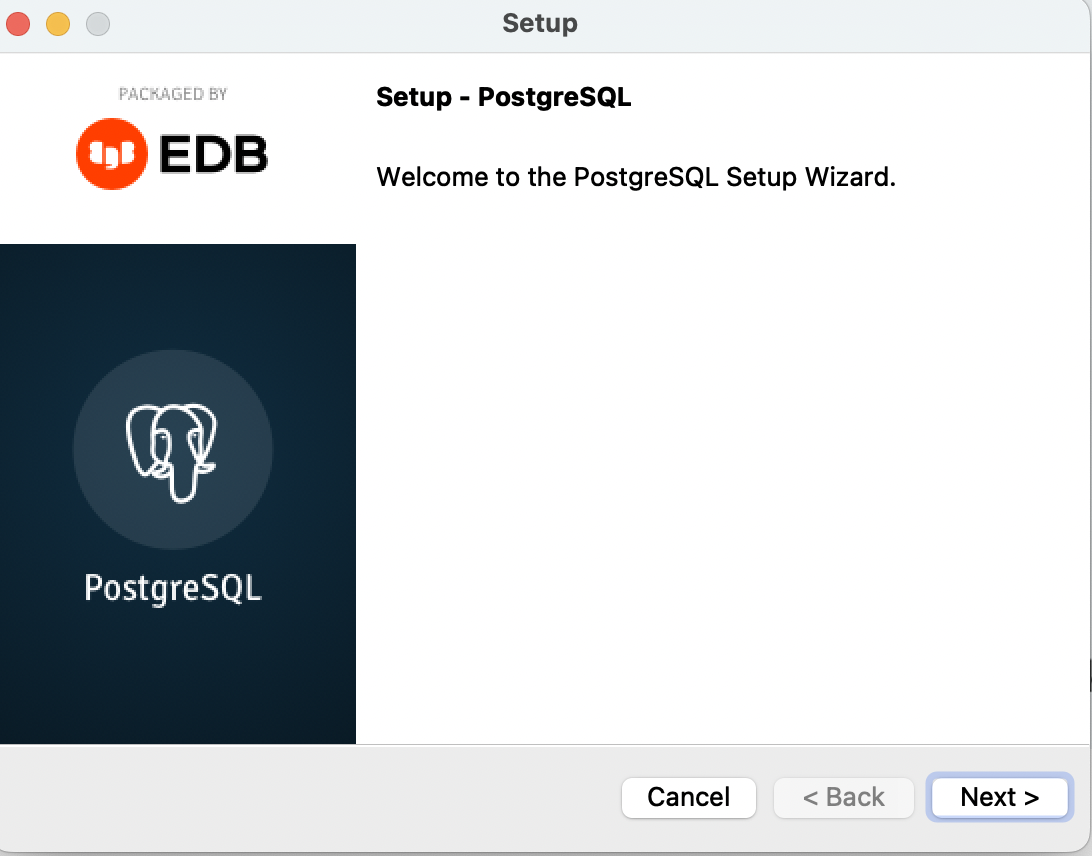 Setup
PACKAGED BY
EDB
Setup - PostgreSQL
Welcome to the PostgreSQL Setup Wizard.
PostgreSQL
Cancel
< Back
Next >